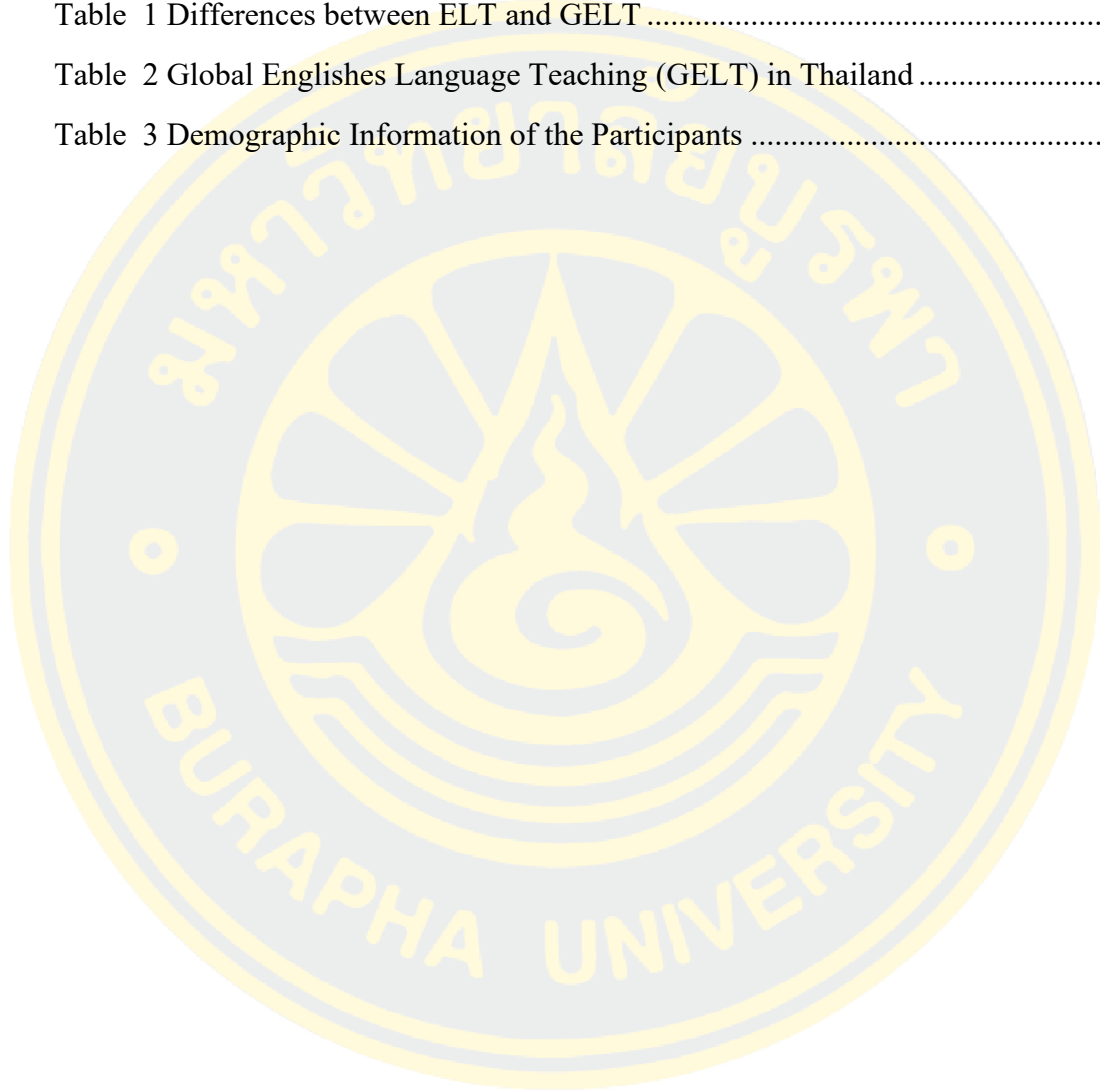 Table 1 Differences between ELT and GELT ........................................................
Table 2 Global Englishes Language Teaching (GELT) in Thailand .......................
Table 3 Demographic Information of the Participants ............................................
มหาวิทยาลัยบูรพา
BURAPHA UNIVERSITY